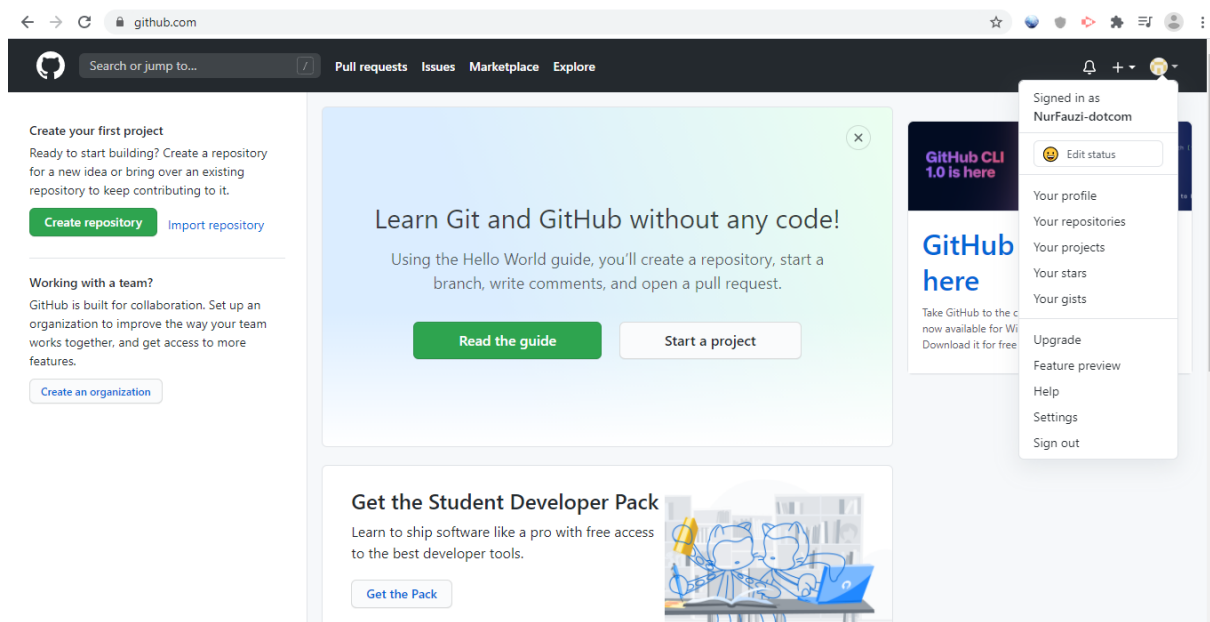 github.com
Search or jump to...
/
Pull requests
Issues
Marketplace
Explore
Create your first project
Ready to start building? Create a repository
for a new idea or bring over an existing
repository to keep contributing to it.
Create repository
Import repository
Working with a team?
GitHub is built for collaboration. Set up an
organization to improve the way your team
works together, and get access to more
features.
Create an organization
Learn Git and GitHub without any code!
Using the Hello World guide, you’ll create a repository, start a
branch, write comments, and open a pull request.
Read the guide
Start a project
Get the Student Developer Pack
Learn to ship software like a pro with free access
to the best developer tools.
Get the Pack
GitHub CLI
1.0 is here
GitHub
here
Take GitHub to the
now available for
Download it for free
Signed in as
NurFauzi-dotcom
Edit status
Your profile
Your repositories
Your projects
Your stars
Your gists
Upgrade
Feature preview
Help
Settings
Sign out